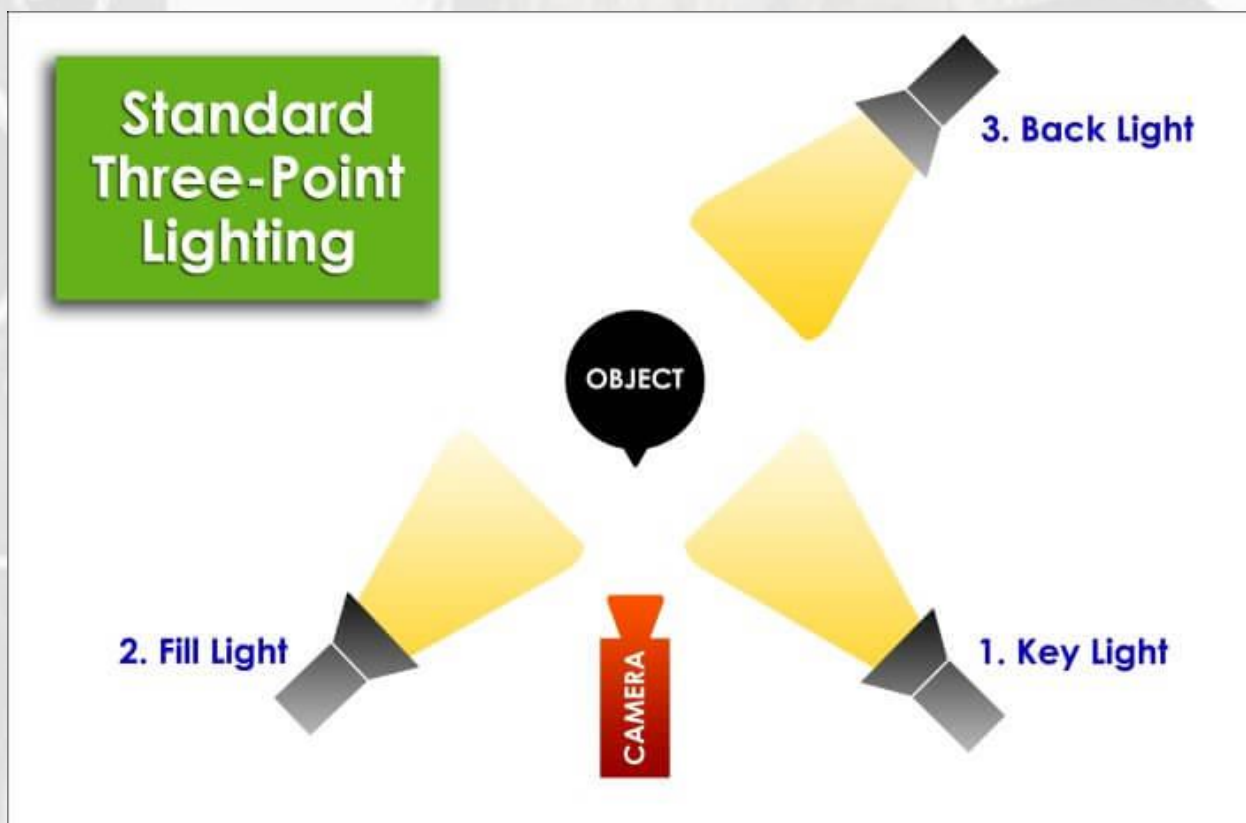 Standard
Three-Point
Lighting
3. Back Light
OBJECT
2. Fill Light
1. Key Light
CAMERA